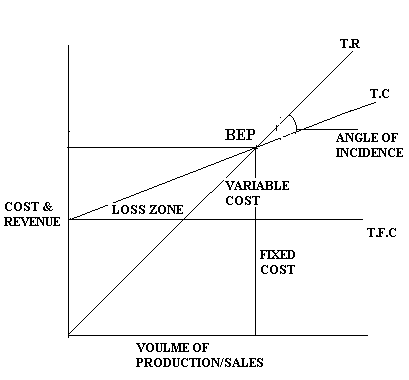 T.R
T.C
r
BEP
ANGLE OF
INCIDENCE
VARIABLE
COST
COST &
REVENUE
LOSS ZONE
T.F.C
FIXED
COST
VOULME OF
PRODUCTION/SALES